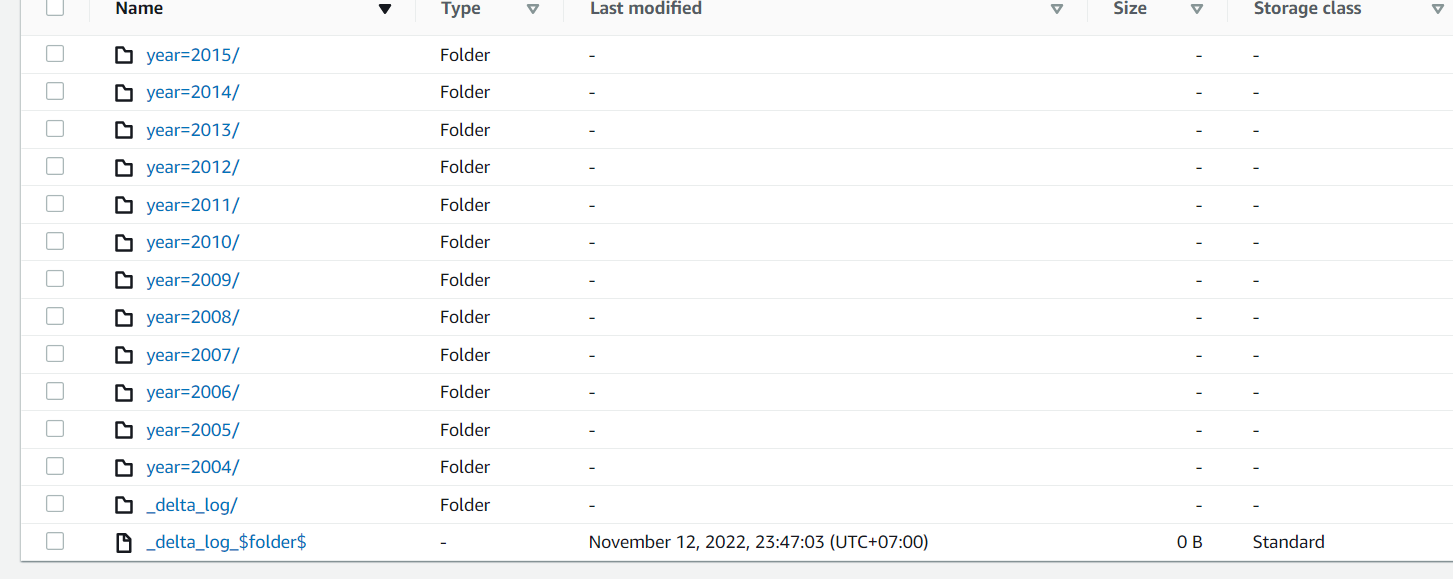 Name Type Last modified Size Storage class
year=2015/ Folder - - -
year=2014/ Folder - - -
year=2013/ Folder - - -
year=2012/ Folder - - -
year=2011/ Folder - - -
year=2010/ Folder - - -
year=2009/ Folder - - -
year=2008/ Folder - - -
year=2007/ Folder - - -
year=2006/ Folder - - -
year=2005/ Folder - - -
year=2004/ Folder - - -
_delta_log/ Folder - - -
_delta_log_$folder$ - November 12, 2022, 23:47:03 (UTC+07:00) 0 B Standard